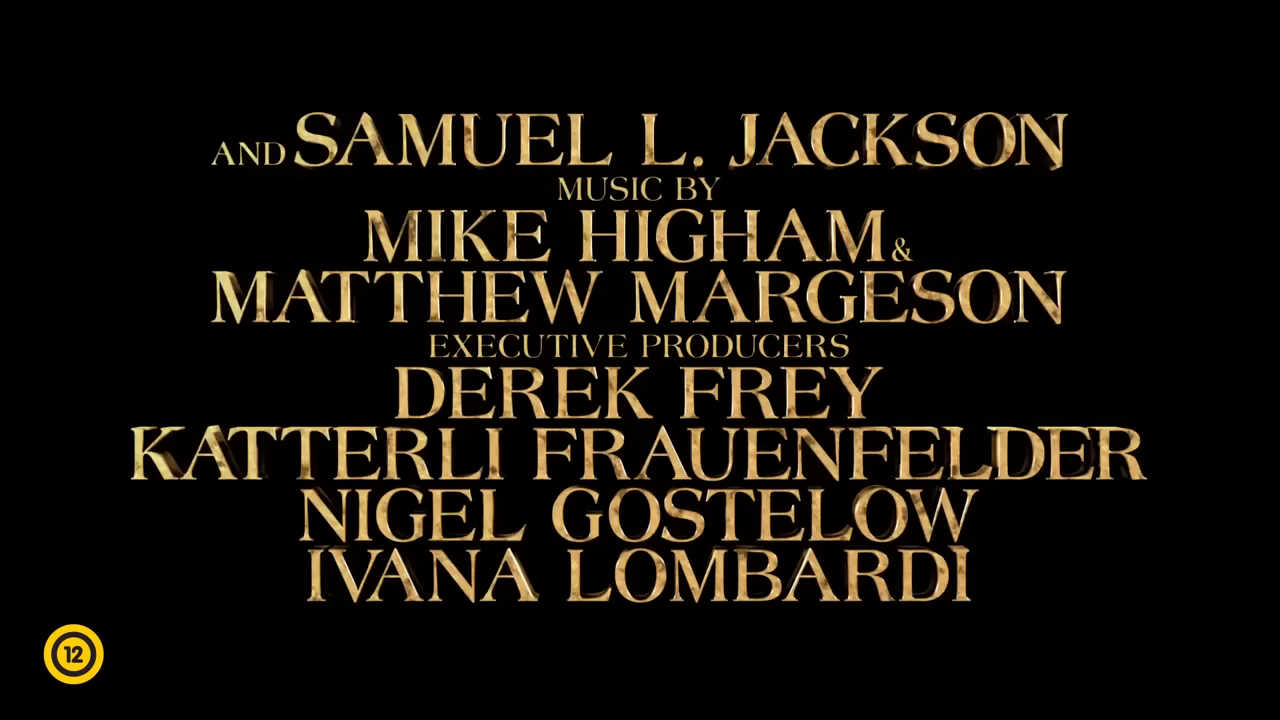 AND SAMUEL L. JACKSON
MUSIC BY
MIKE HIGHAM &
MATTHEW MARGESON
EXECUTIVE PRODUCERS
DEREK FREY
KATTERLI FRAUENFELDER
NIGEL GOSTELOW
IVANA LOMBARDI
12